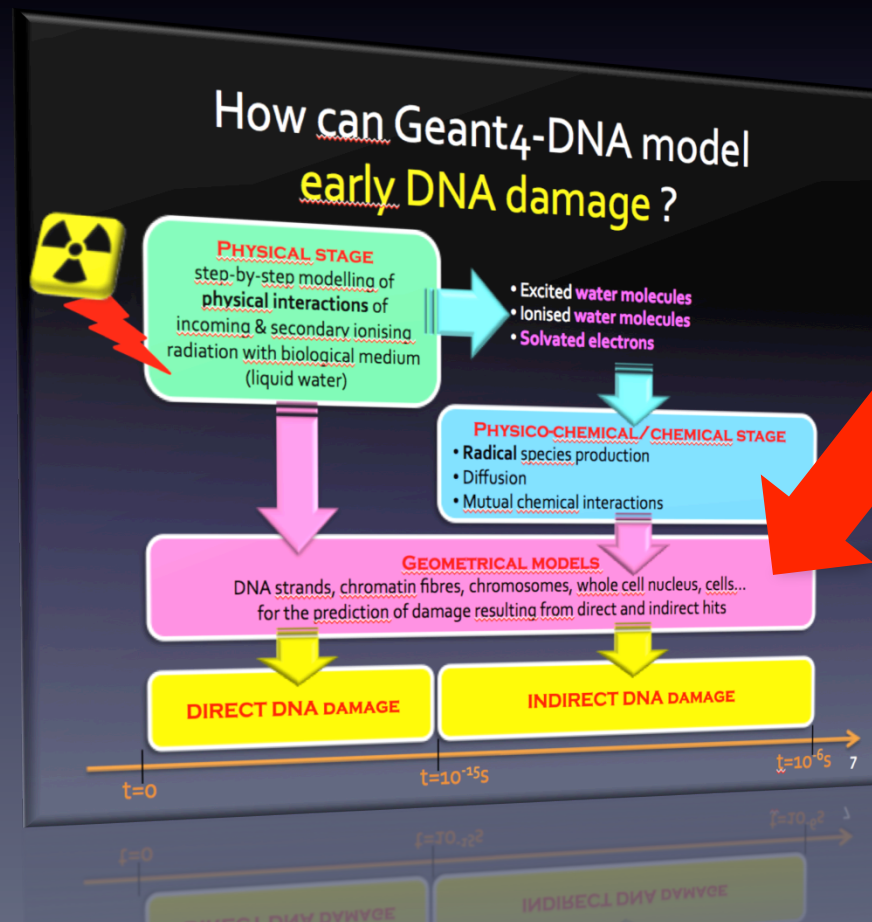 How can Geant4-DNA model
early DNA damage ?
PHYSICAL STAGE
step-by-step modelling of
physical interactions of
incoming & secondary ionising
radiation with biological medium
(liquid water)
• Excited water molecules
• Ionised water molecules
• Solvated electrons
PHYSICO-CHEMICAL/CHEMICAL STAGE
• Radical species production
• Diffusion
• Mutual chemical interactions
GEOMETRICAL MODELS
DNA strands, chromatin fibres, chromosomes, whole cell nucleus, cells...
for the prediction of damage resulting from direct and indirect hits
DIRECT DNA DAMAGE
INDIRECT DNA DAMAGE
t=0
t=10⁻¹⁵s
t=10⁻⁶s
7